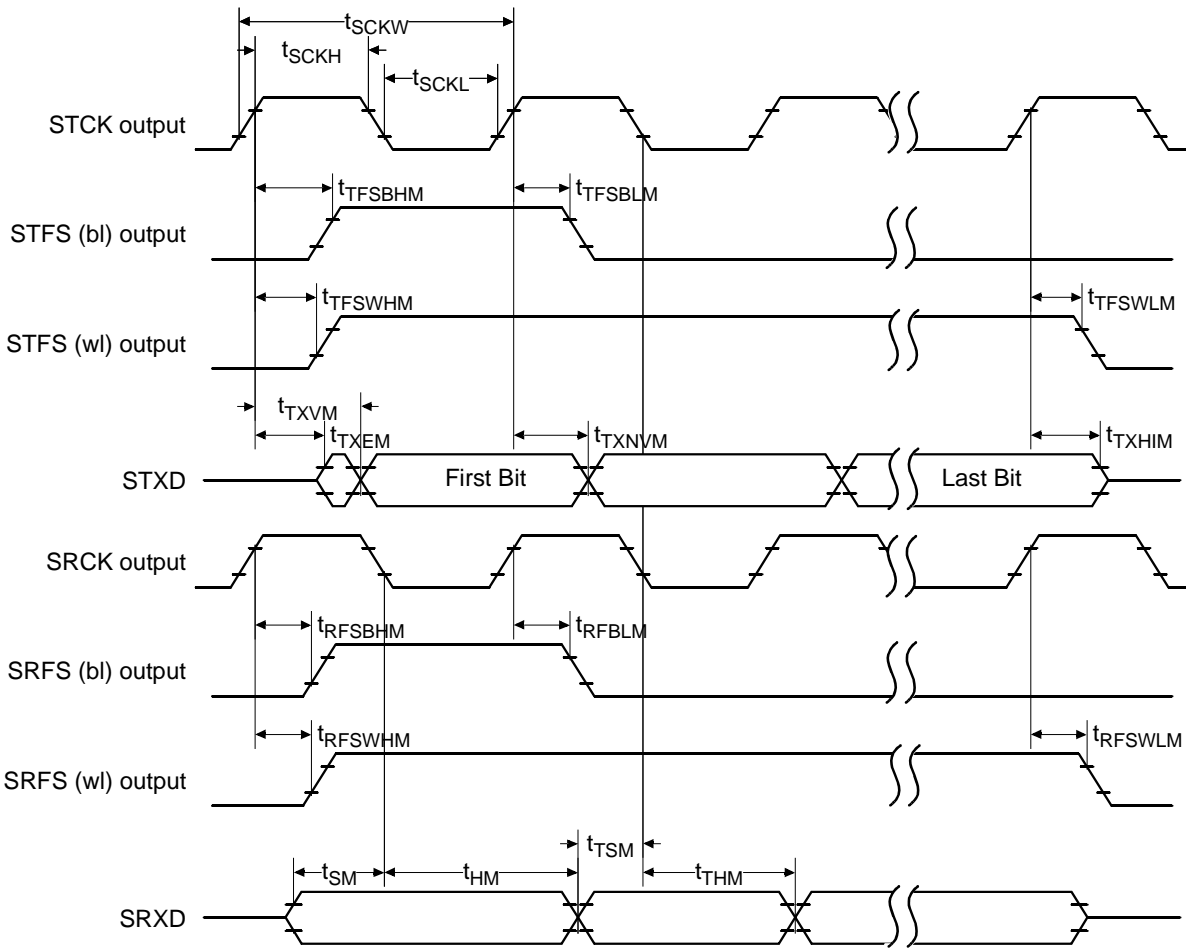 tSCKW
tSCKH
tSCKL
STCK output
tTFSBHM
tTFSBLM
STFS (bl) output
tTFSWHM
tTFSWLM
STFS (wl) output
tTXVM
tTXEM
tTXNVM
tTXHIM
STXD
First Bit
Last Bit
SRCK output
tRFSBHM
tRFBLM
SRFS (bl) output
tRFSWHM
tRFSWLM
SRFS (wl) output
tTSM
tSM
tHM
tTHM
SRXD